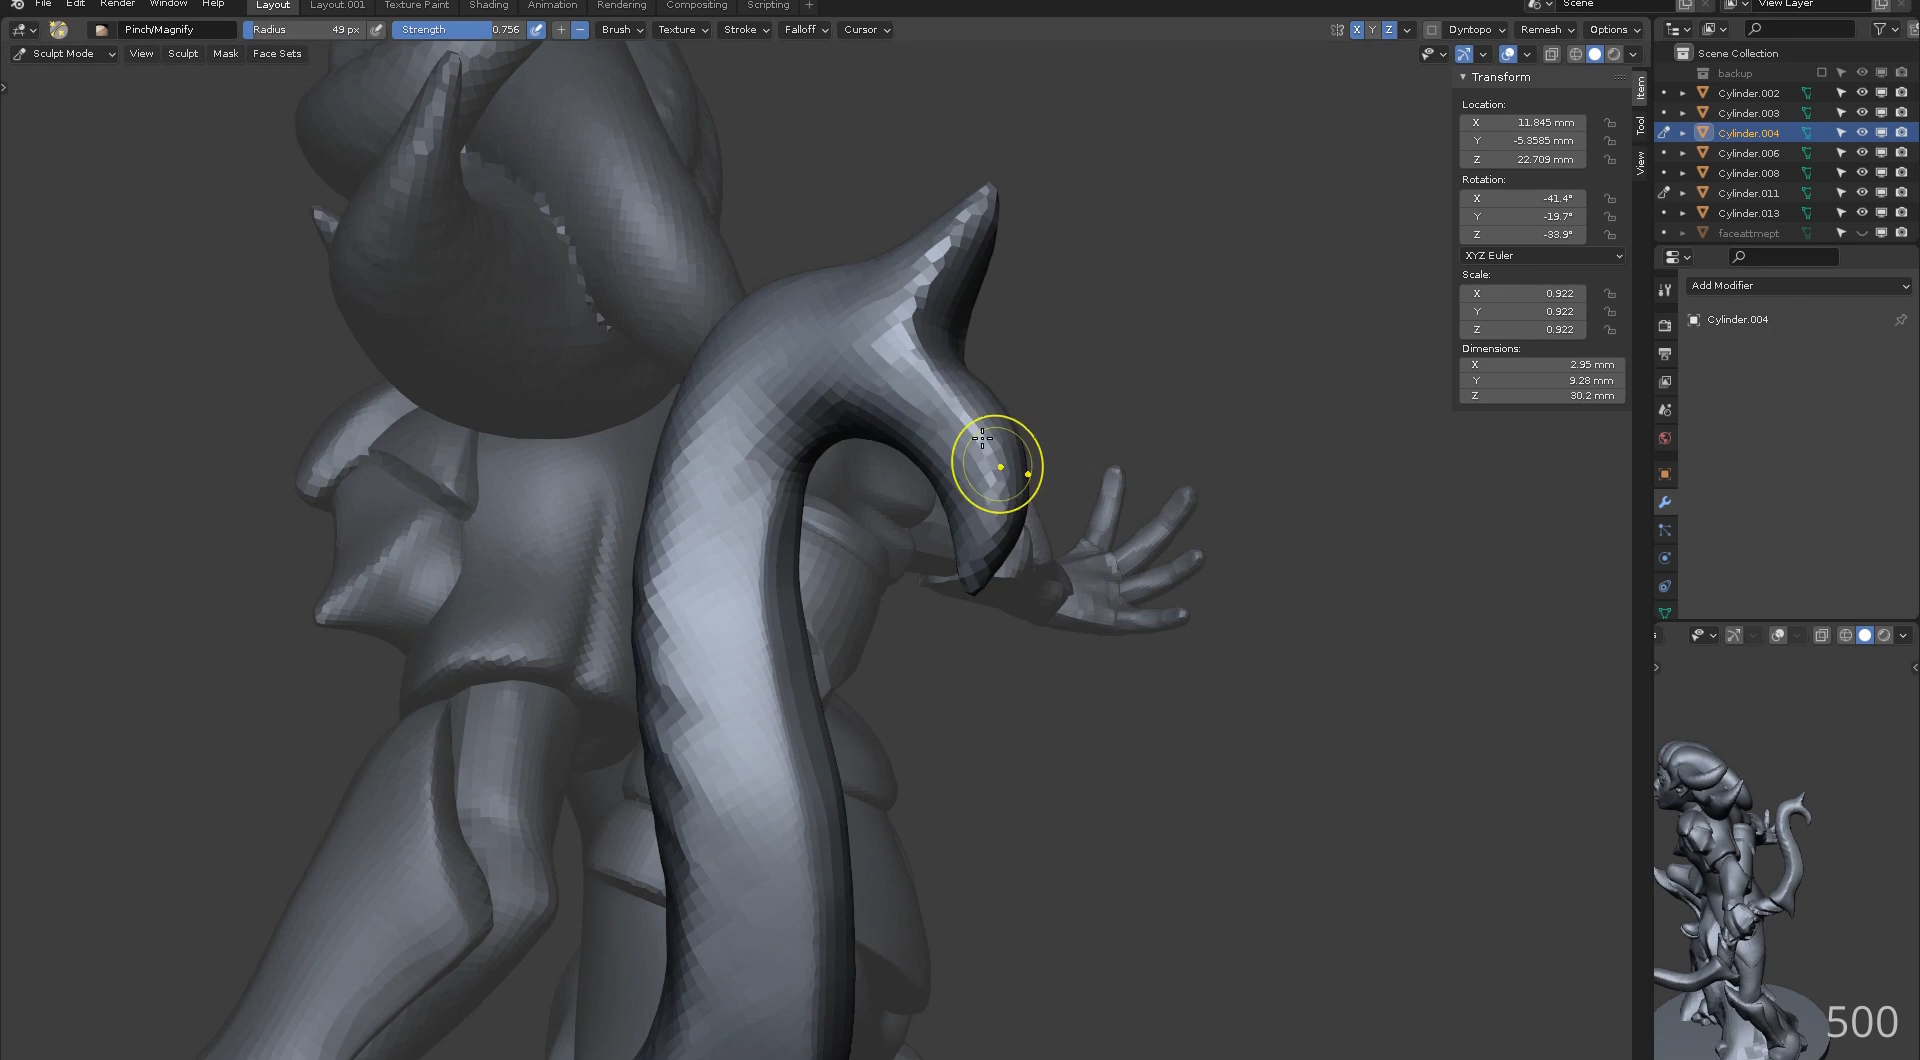 File Edit Render Window Help Layout Layout.001 Texture Paint Shading Animation Rendering Compositing Scripting + Scene View Layer
Pinch/Magnify Radius 49 px Strength 0.756 + − Brush Texture Stroke Falloff Cursor X Y Z Dyntopo Remesh Options
Sculpt Mode View Sculpt Mask Face Sets
Transform
Location:
X 11.845 mm
Y -5.3585 mm
Z 22.709 mm
Rotation:
X -41.4°
Y -19.7°
Z -33.9°
XYZ Euler
Scale:
X 0.922
Y 0.922
Z 0.922
Dimensions:
X 2.95 mm
Y 9.28 mm
Z 30.2 mm
Item
Tool
View
Scene Collection
backup
Cylinder.002
Cylinder.003
Cylinder.004
Cylinder.006
Cylinder.008
Cylinder.011
Cylinder.013
faceattmept
Add Modifier
Cylinder.004
500